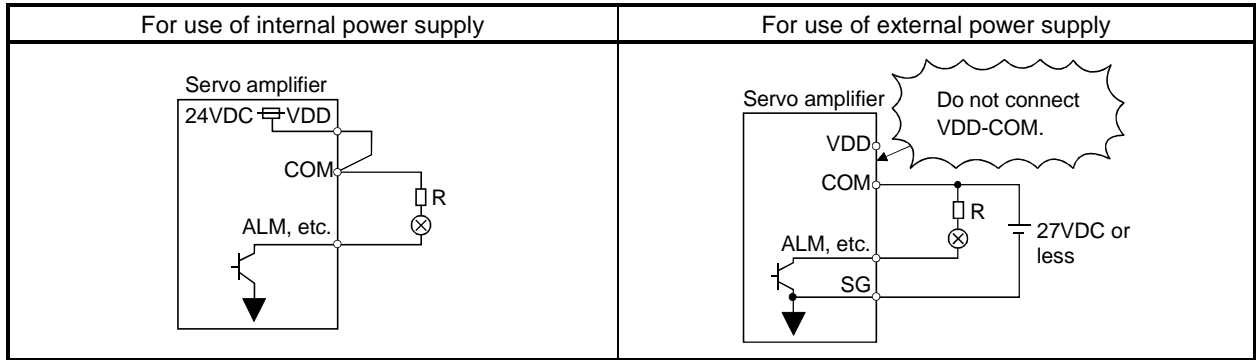 For use of internal power supply
For use of external power supply
Servo amplifier
24VDC VDD
COM
R
ALM, etc.
Servo amplifier
Do not connect
VDD-COM.
VDD
COM
R
27VDC or
less
ALM, etc.
SG